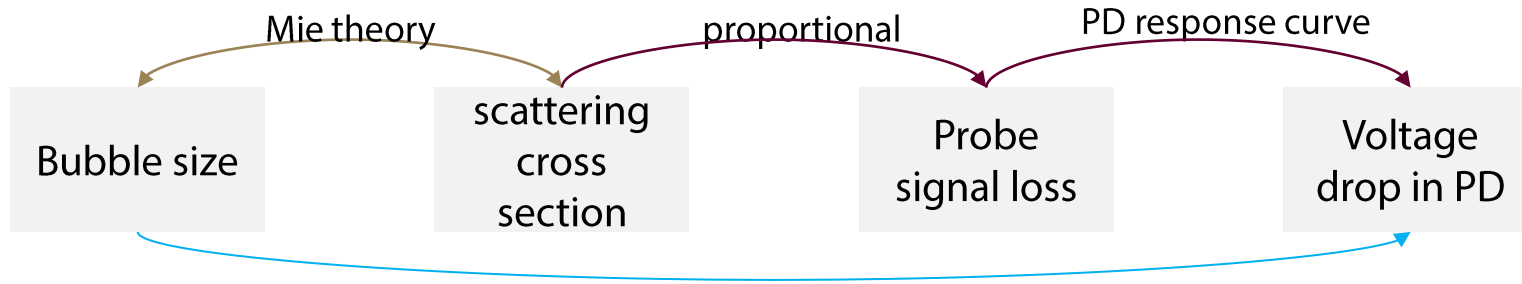 Mie theory
proportional
PD response curve
Bubble size
scattering
cross
section
Probe
signal loss
Voltage
drop in PD